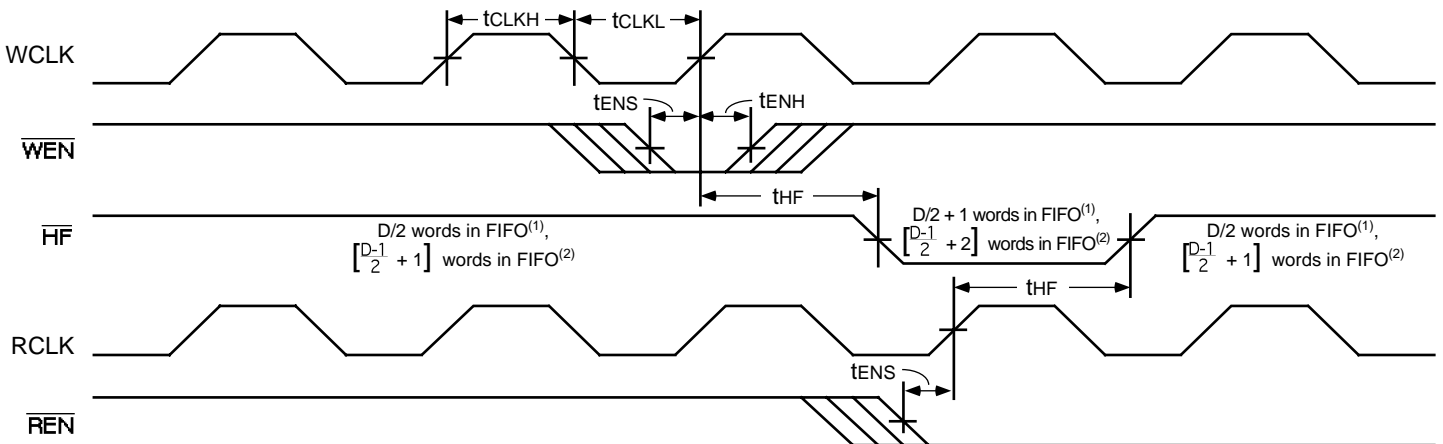 tCLKH tCLKL
WCLK
tENS tENH
WEN
tHF
HF
D/2 words in FIFO(1),
[D-1/2 + 1] words in FIFO(2)
D/2 + 1 words in FIFO(1),
[D-1/2 + 2] words in FIFO(2)
D/2 words in FIFO(1),
[D-1/2 + 1] words in FIFO(2)
tHF
RCLK
tENS
REN